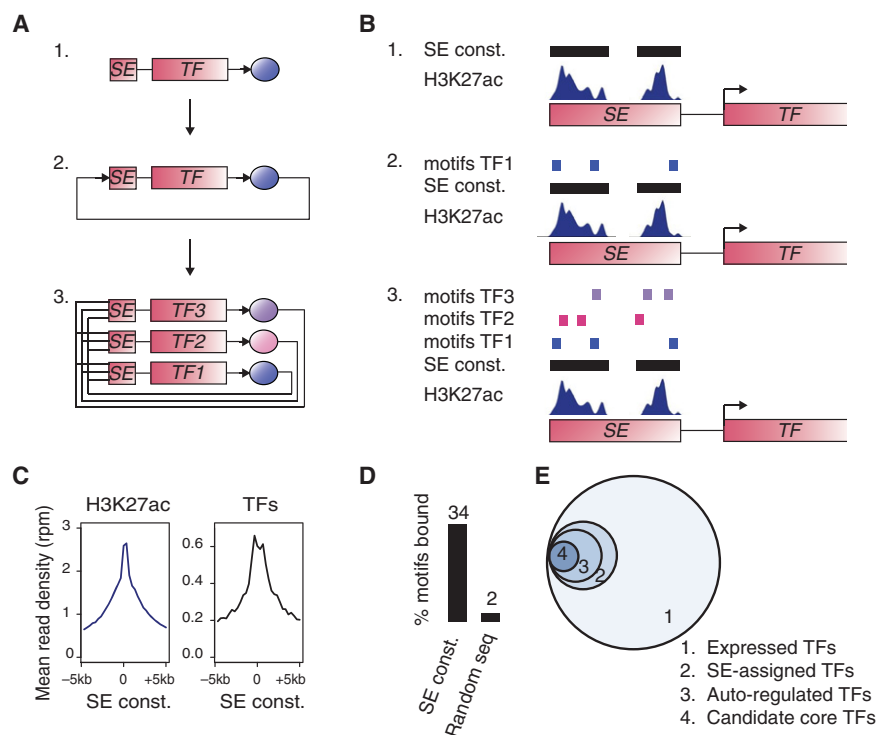 A
1.
SE TF
2.
SE TF
3.
SE TF3
SE TF2
SE TF1
B
1. SE const.
H3K27ac
SE TF
2. motifs TF1
SE const.
H3K27ac
SE TF
3. motifs TF3
motifs TF2
motifs TF1
SE const.
H3K27ac
SE TF
C
H3K27ac
Mean read density (rpm)
3
2
1
0
−5kb 0 +5kb
SE const.
TFs
0.6
0.4
0.2
0
−5kb 0 +5kb
SE const.
D
% motifs bound
34
2
SE const.
Random seq
E
4
3
2
1
1. Expressed TFs
2. SE-assigned TFs
3. Auto-regulated TFs
4. Candidate core TFs